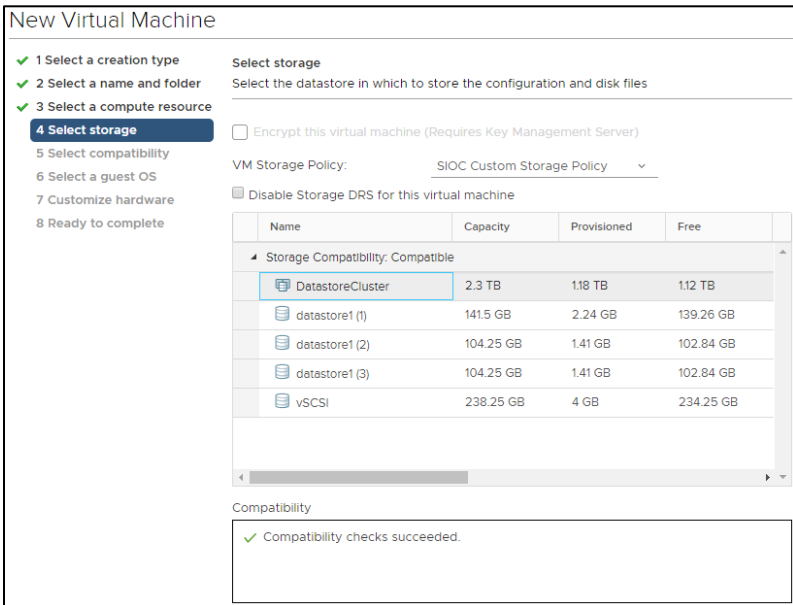 New Virtual Machine
1 Select a creation type
2 Select a name and folder
3 Select a compute resource
4 Select storage
5 Select compatibility
6 Select a guest OS
7 Customize hardware
8 Ready to complete
Select storage
Select the datastore in which to store the configuration and disk files
Encrypt this virtual machine (Requires Key Management Server)
VM Storage Policy: SIOC Custom Storage Policy
Disable Storage DRS for this virtual machine
Name Capacity Provisioned Free
Storage Compatibility: Compatible
DatastoreCluster 2.3 TB 1.18 TB 1.12 TB
datastore1 (1) 141.5 GB 2.24 GB 139.26 GB
datastore1 (2) 104.25 GB 1.41 GB 102.84 GB
datastore1 (3) 104.25 GB 1.41 GB 102.84 GB
vSCSI 238.25 GB 4 GB 234.25 GB
Compatibility
Compatibility checks succeeded.